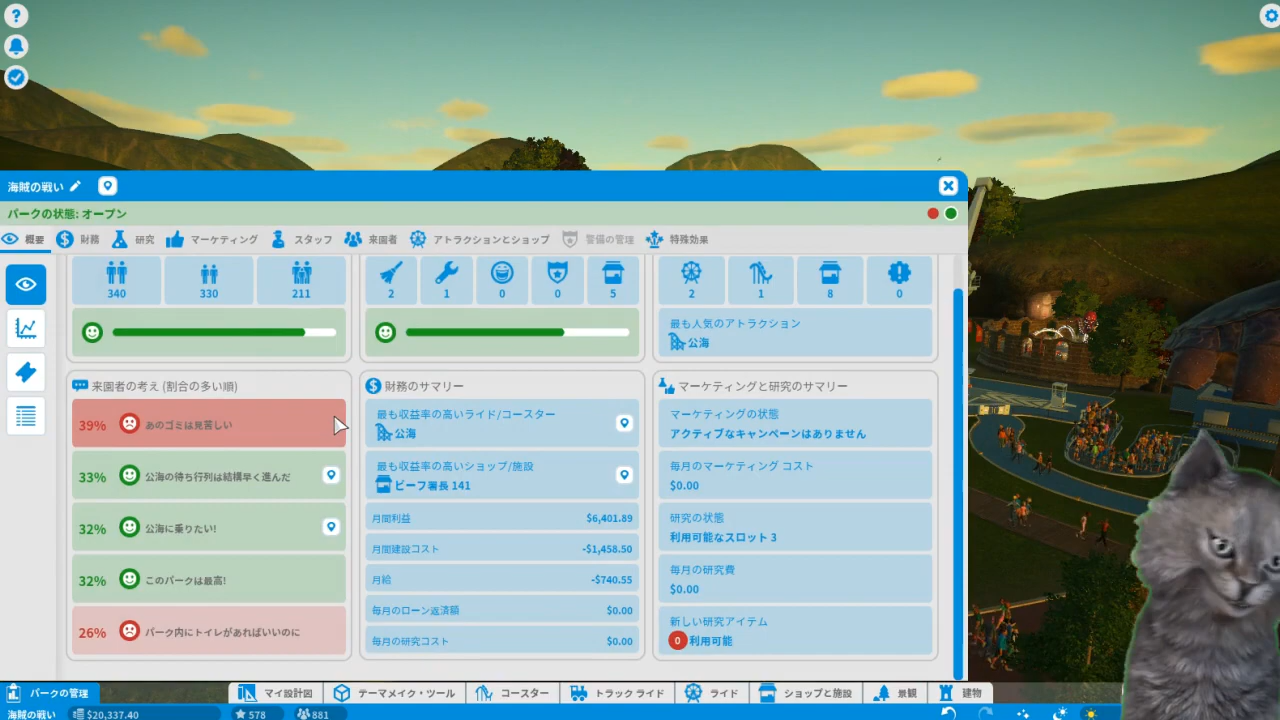 ?
海賊の戦い
パークの状態: オープン
概要 財務 研究 マーケティング スタッフ 来園者 アトラクションとショップ 警備の管理 特殊効果
340 330 211
2 1 0 0 5
2 1 8 0
最も人気のアトラクション
公海
来園者の考え (割合の多い順)
39% あのゴミは見苦しい
33% 公海の待ち行列は結構早く進んだ
32% 公海に乗りたい!
32% このパークは最高!
26% パーク内にトイレがあればいいのに
財務のサマリー
最も収益率の高いライド/コースター
公海
最も収益率の高いショップ/施設
ビーフ署長 141
月間利益 $6,401.89
月間建設コスト -$1,458.50
月給 -$740.55
毎月のローン返済額 $0.00
毎月の研究コスト $0.00
マーケティングと研究のサマリー
マーケティングの状態
アクティブなキャンペーンはありません
毎月のマーケティング コスト
$0.00
研究の状態
利用可能なスロット 3
毎月の研究費
$0.00
新しい研究アイテム
0 利用可能
パークの管理 マイ設計図 テーマメイク・ツール コースター トラック ライド ライド ショップと施設 景観 建物
海賊の戦い $20,337.40 578 881